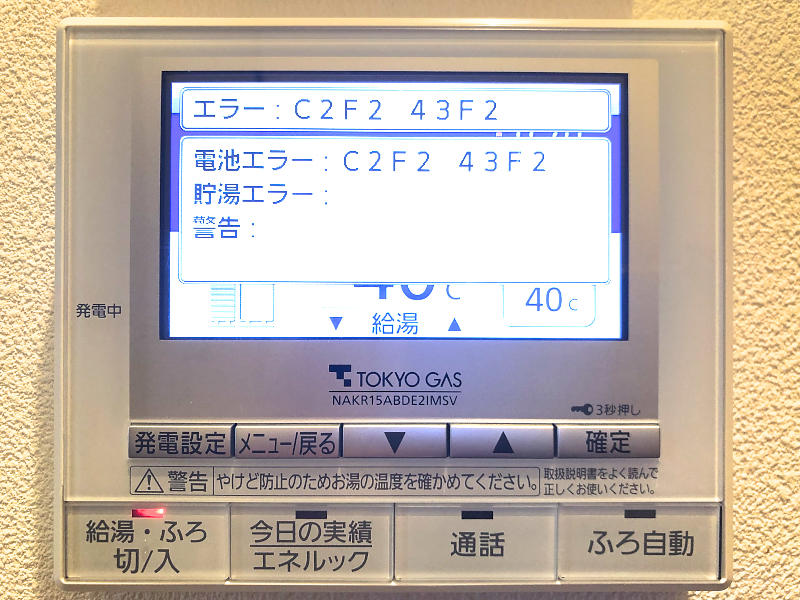 エラー：Ｃ２Ｆ２　４３Ｆ２
電池エラー：Ｃ２Ｆ２　４３Ｆ２
貯湯エラー：
警告：
発電中
40 C
40 C
▼ 給湯 ▲
TOKYO GAS
NAKR15ABDE2IMSV
3秒押し
発電設定
メニュー/戻る
▼
▲
確定
警告 やけど防止のためお湯の温度を確かめてください。
取扱説明書をよく読んで
正しくお使いください。
給湯・ふろ
切/入
今日の実績
エネルック
通話
ふろ自動